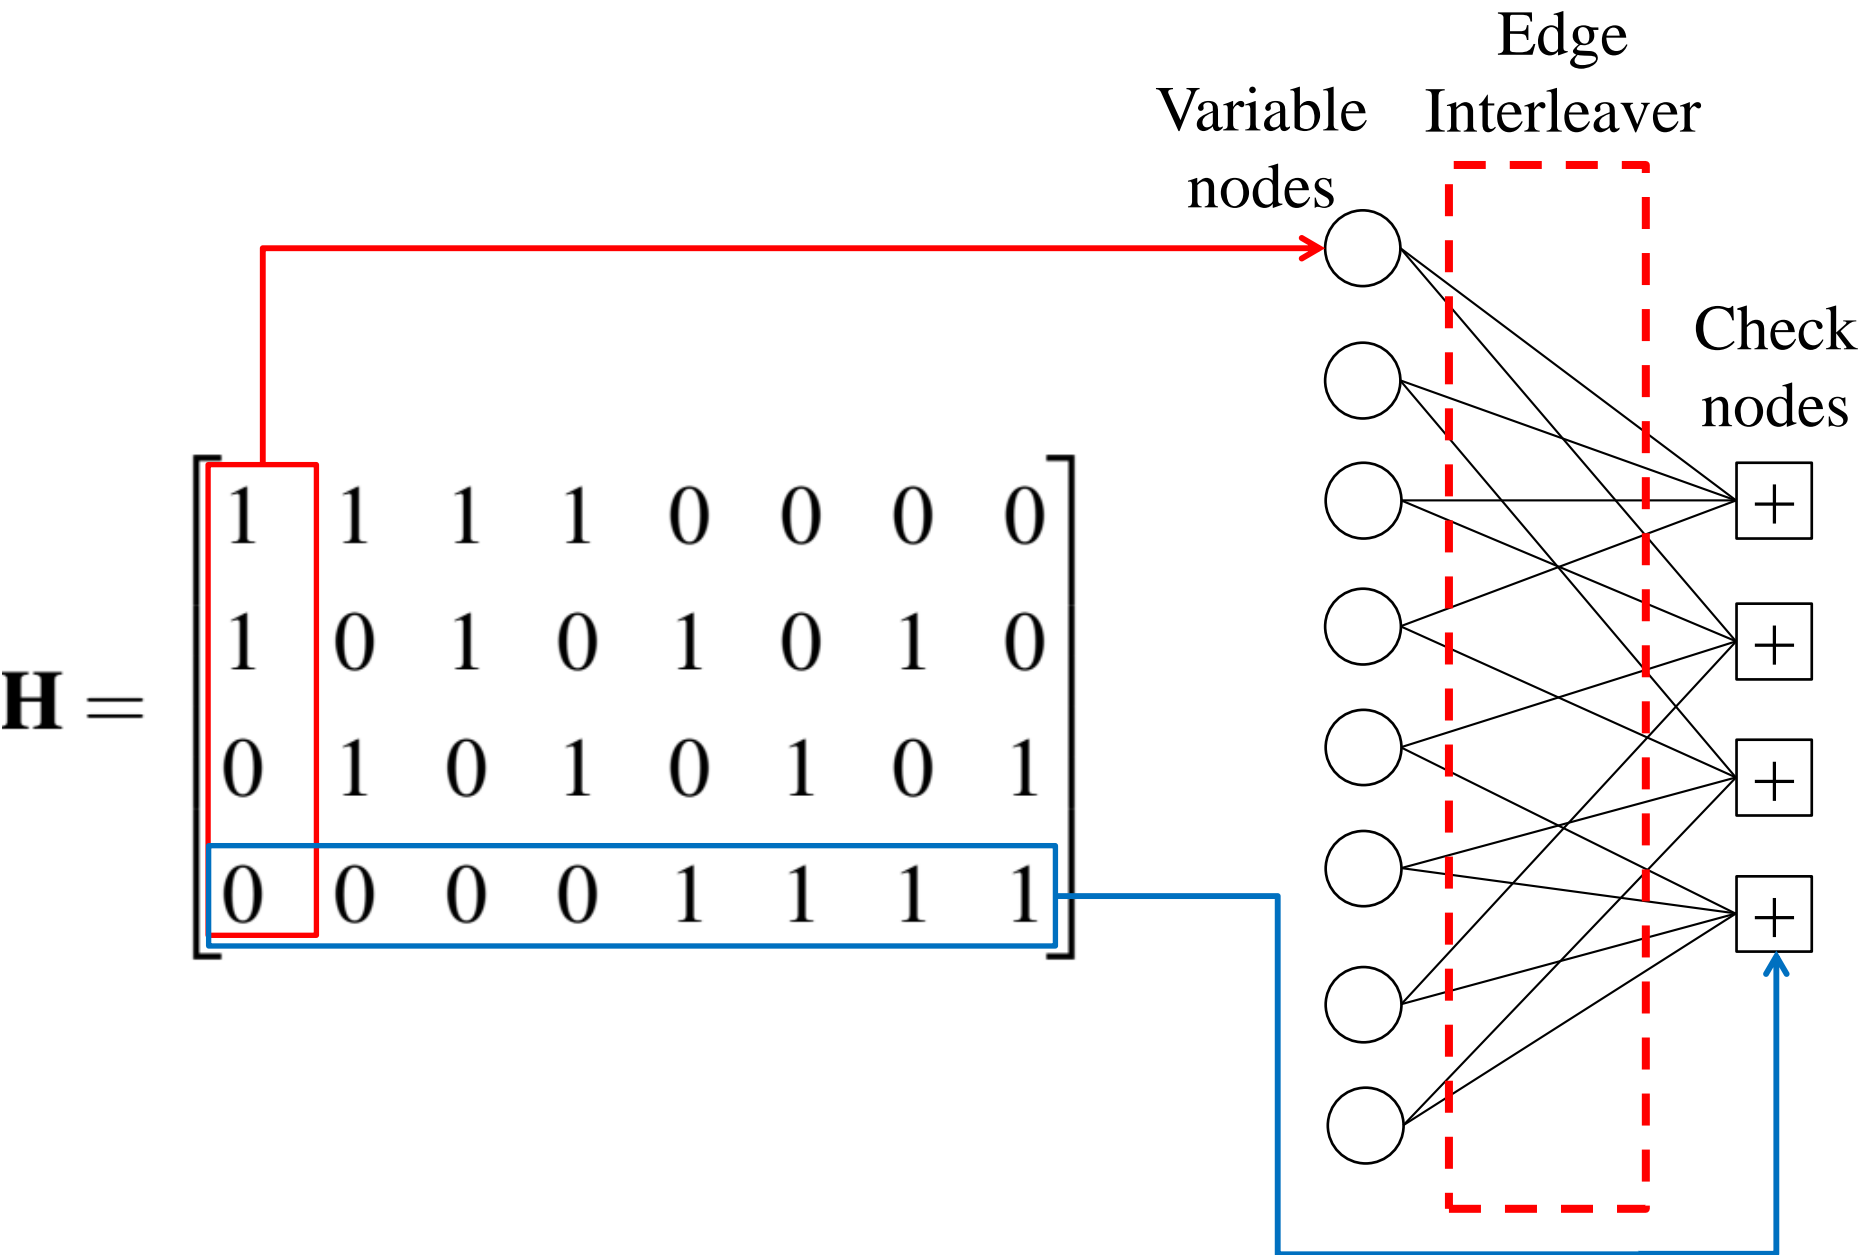 Edge
Interleaver
Variable
nodes
Check
nodes
H =
1 1 1 1 0 0 0 0
1 0 1 0 1 0 1 0
0 1 0 1 0 1 0 1
0 0 0 0 1 1 1 1
+
+
+
+